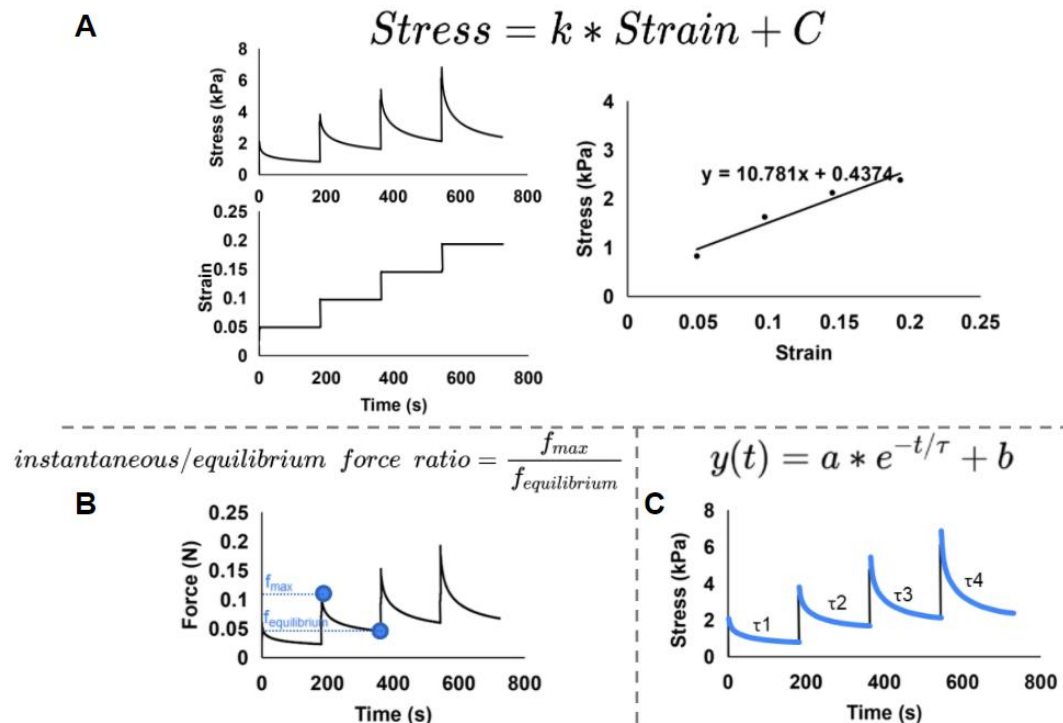 A
Stress = k * Strain + C
Stress (kPa)
8
6
4
2
0
0 200 400 600 800
Strain
0.25
0.2
0.15
0.1
0.05
0
0 200 400 600 800
Time (s)
Stress (kPa)
4
3
2
1
0
y = 10.781x + 0.4374
0 0.05 0.1 0.15 0.2 0.25
Strain
instantaneous/equilibrium force ratio = f_max / f_equilibrium
B
Force (N)
0.25
0.2
0.15
0.1
0.05
0
f_max
f_equilibrium
0 200 400 600 800
Time (s)
y(t) = a * e^{-t/τ} + b
C
Stress (kPa)
8
6
4
2
0
τ1
τ2
τ3
τ4
0 200 400 600 800
Time (s)